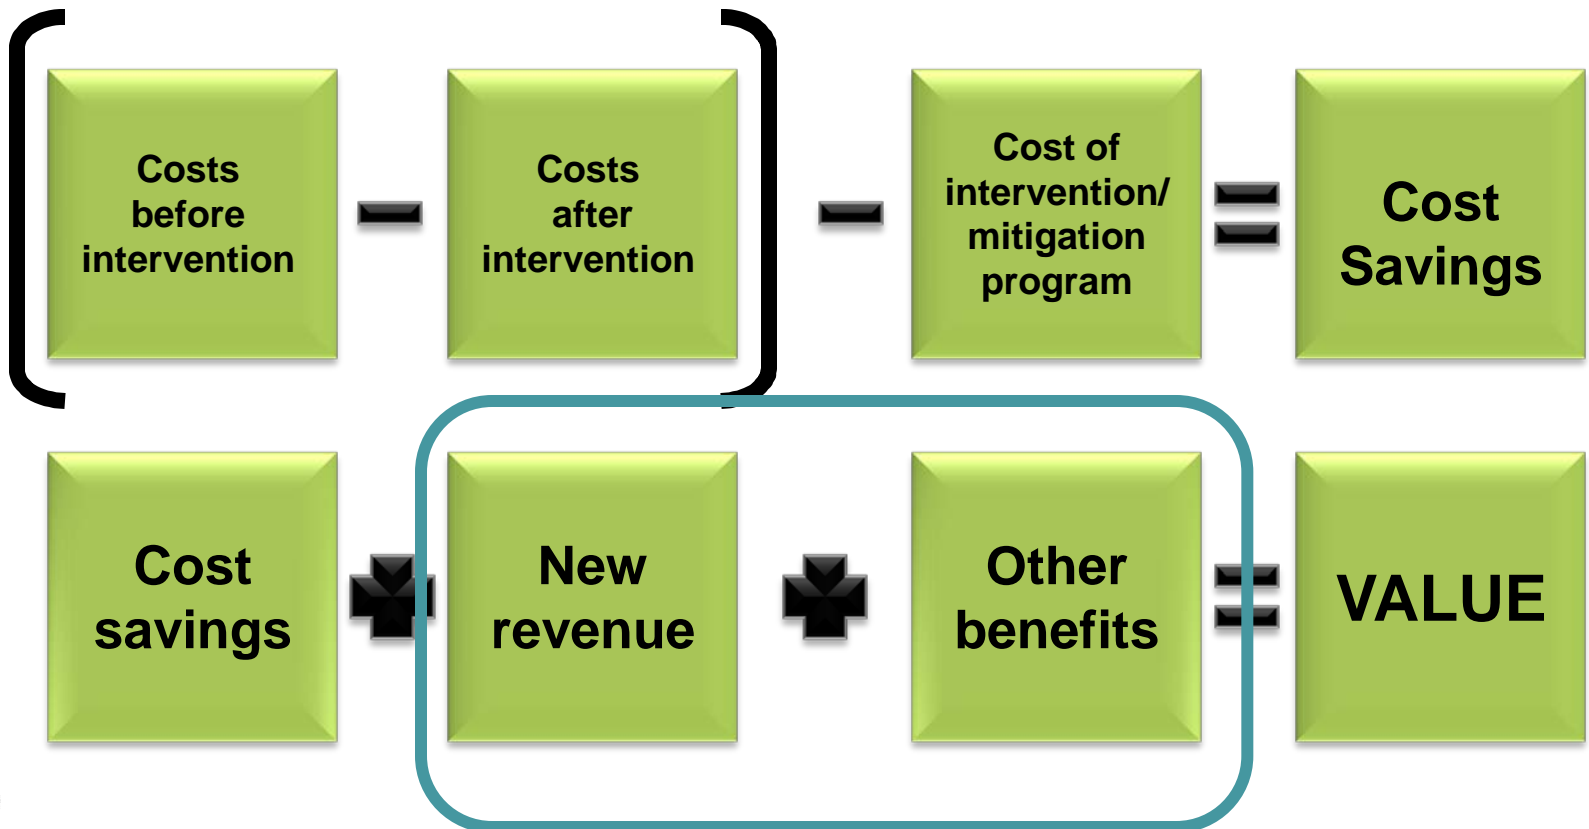 Costs
before
intervention
Costs
after
intervention
Cost of
intervention/
mitigation
program
Cost
Savings
Cost
savings
New
revenue
Other
benefits
VALUE